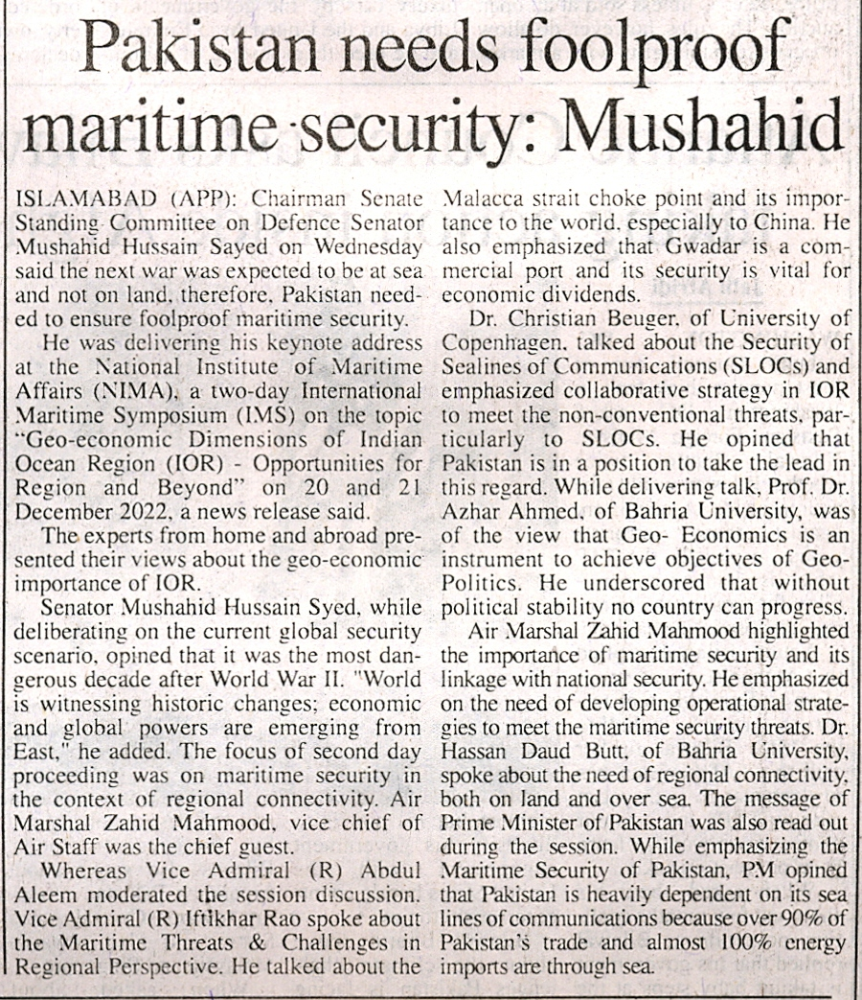 Pakistan needs foolproof
maritime security: Mushahid
ISLAMABAD (APP): Chairman Senate
Standing Committee on Defence Senator
Mushahid Hussain Sayed on Wednesday
said the next war was expected to be at sea
and not on land, therefore, Pakistan need-
ed to ensure foolproof maritime security.
He was delivering his keynote address
at the National Institute of Maritime
Affairs (NIMA), a two-day International
Maritime Symposium (IMS) on the topic
“Geo-economic Dimensions of Indian
Ocean Region (IOR) - Opportunities for
Region and Beyond” on 20 and 21
December 2022, a news release said.
The experts from home and abroad pre-
sented their views about the geo-economic
importance of IOR.
Senator Mushahid Hussain Syed, while
deliberating on the current global security
scenario, opined that it was the most dan-
gerous decade after World War II. "World
is witnessing historic changes; economic
and global powers are emerging from
East," he added. The focus of second day
proceeding was on maritime security in
the context of regional connectivity. Air
Marshal Zahid Mahmood, vice chief of
Air Staff was the chief guest.
Whereas Vice Admiral (R) Abdul
Aleem moderated the session discussion.
Vice Admiral (R) Iftikhar Rao spoke about
the Maritime Threats & Challenges in
Regional Perspective. He talked about the
Malacca strait choke point and its impor-
tance to the world, especially to China. He
also emphasized that Gwadar is a com-
mercial port and its security is vital for
economic dividends.
Dr. Christian Beuger, of University of
Copenhagen, talked about the Security of
Sealines of Communications (SLOCs) and
emphasized collaborative strategy in IOR
to meet the non-conventional threats, par-
ticularly to SLOCs. He opined that
Pakistan is in a position to take the lead in
this regard. While delivering talk, Prof. Dr.
Azhar Ahmed, of Bahria University, was
of the view that Geo- Economics is an
instrument to achieve objectives of Geo-
Politics. He underscored that without
political stability no country can progress.
Air Marshal Zahid Mahmood highlighted
the importance of maritime security and its
linkage with national security. He emphasized
on the need of developing operational strate-
gies to meet the maritime security threats. Dr.
Hassan Daud Butt, of Bahria University,
spoke about the need of regional connectivity,
both on land and over sea. The message of
Prime Minister of Pakistan was also read out
during the session. While emphasizing the
Maritime Security of Pakistan, PM opined
that Pakistan is heavily dependent on its sea
lines of communications because over 90% of
Pakistan's trade and almost 100% energy
imports are through sea.